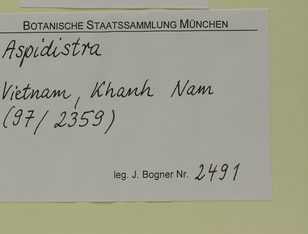 BOTANISCHE STAATSSAMMLUNG MÜNCHEN
Aspidistra
Vietnam, Khanh Nam
(97/2359)
leg. J. Bogner Nr. 2491